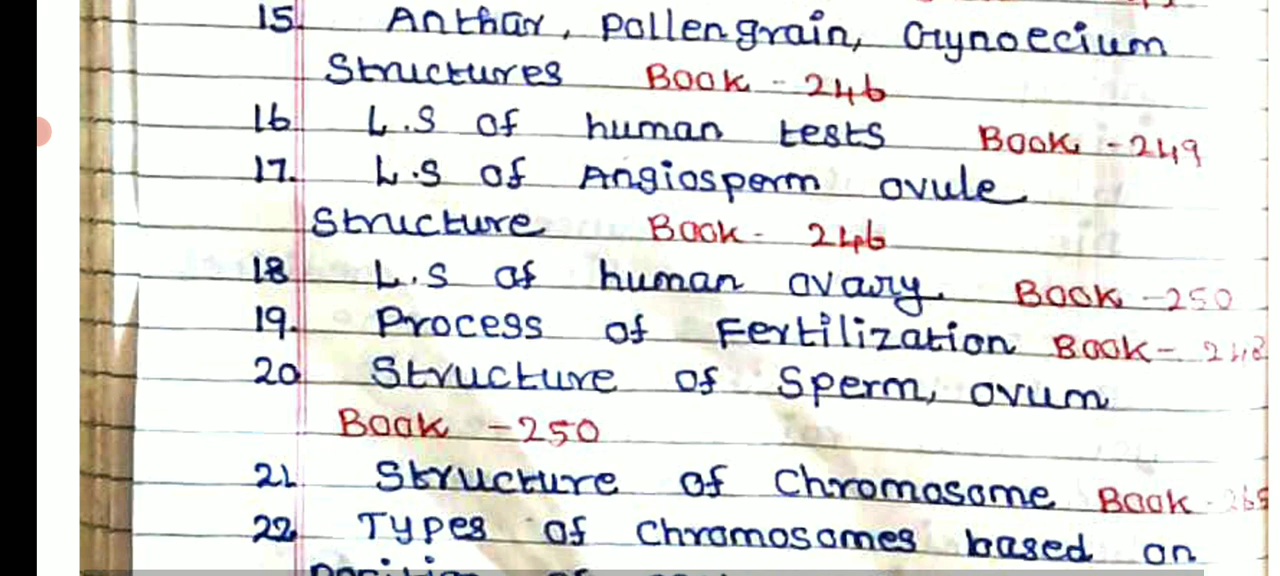 15. Anthar, pollengrain, Gynoecium
Structures Book - 246
16 L.S of human tests Book - 249
17. L.S of Angiosperm ovule
Structure Book - 246
18 L.S of human ovary. Book - 250
19. Process of Fertilization Book -
20 Structure of Sperm, ovum
Book - 250
21 Structure of Chromosome Book
22 Types of Chromosomes based on